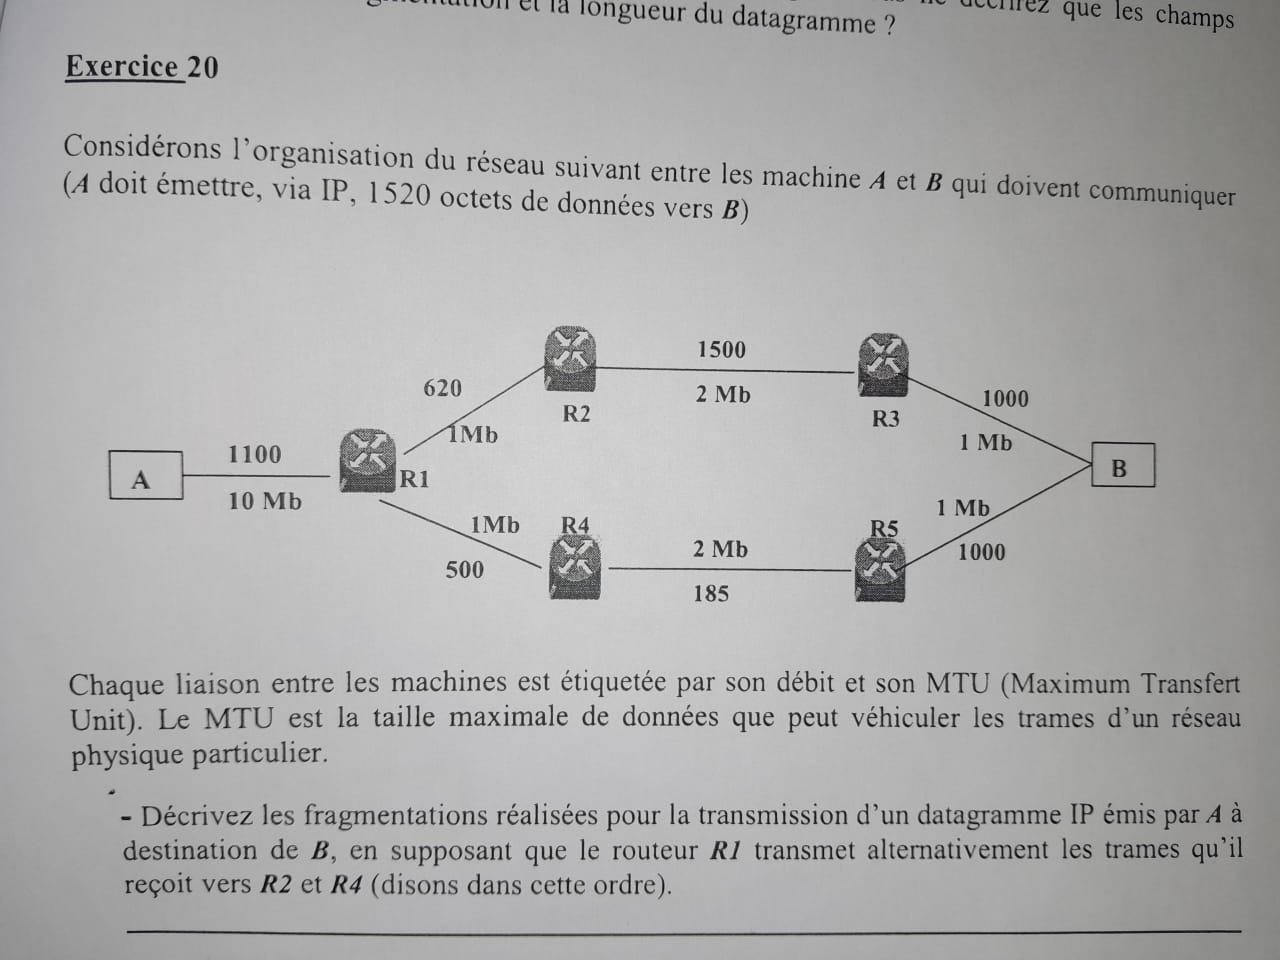 et la longueur du datagramme ?
que les champs
Exercice 20
Considérons l'organisation du réseau suivant entre les machine A et B qui doivent communiquer
(A doit émettre, via IP, 1520 octets de données vers B)
1500
2 Mb
620
1Mb
R2
R3
1000
1 Mb
1100
10 Mb
A
R1
B
1Mb
500
R4
2 Mb
185
R5
1 Mb
1000
Chaque liaison entre les machines est étiquetée par son débit et son MTU (Maximum Transfert
Unit). Le MTU est la taille maximale de données que peut véhiculer les trames d'un réseau
physique particulier.
- Décrivez les fragmentations réalisées pour la transmission d'un datagramme IP émis par A à
destination de B, en supposant que le routeur R1 transmet alternativement les trames qu'il
reçoit vers R2 et R4 (disons dans cette ordre).